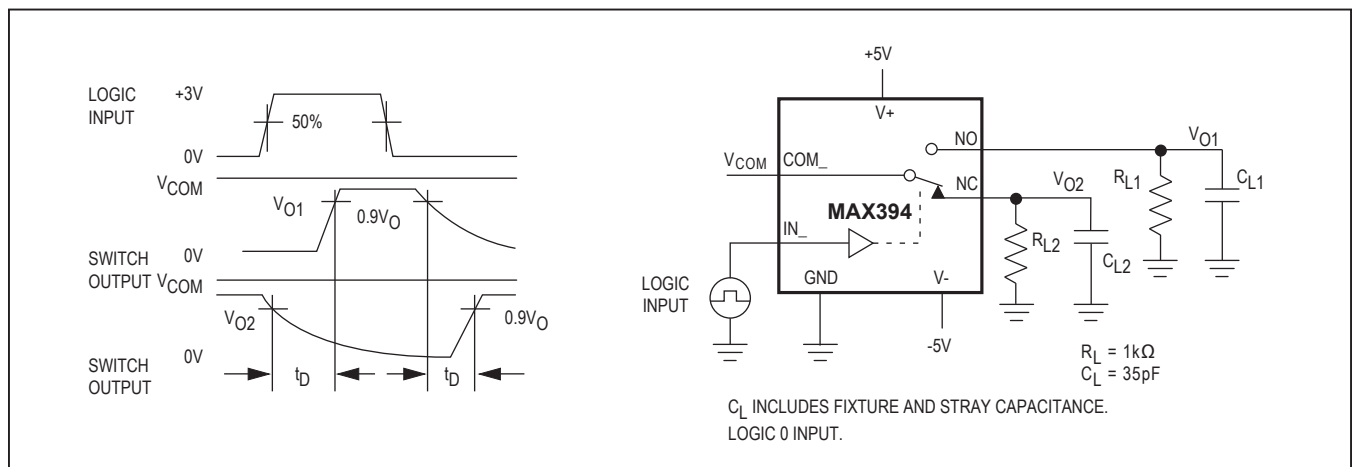 LOGIC INPUT
+3V
50%
0V
VCOM
VO1
0.9VO
SWITCH OUTPUT
0V
VCOM
VO2
0.9VO
SWITCH OUTPUT
0V
tD
tD
+5V
V+
NO
VO1
VCOM
COM_
NC
VO2
RL1
CL1
MAX394
IN_
RL2
CL2
LOGIC INPUT
GND
V-
-5V
RL = 1kΩ
CL = 35pF
CL INCLUDES FIXTURE AND STRAY CAPACITANCE.
LOGIC 0 INPUT.